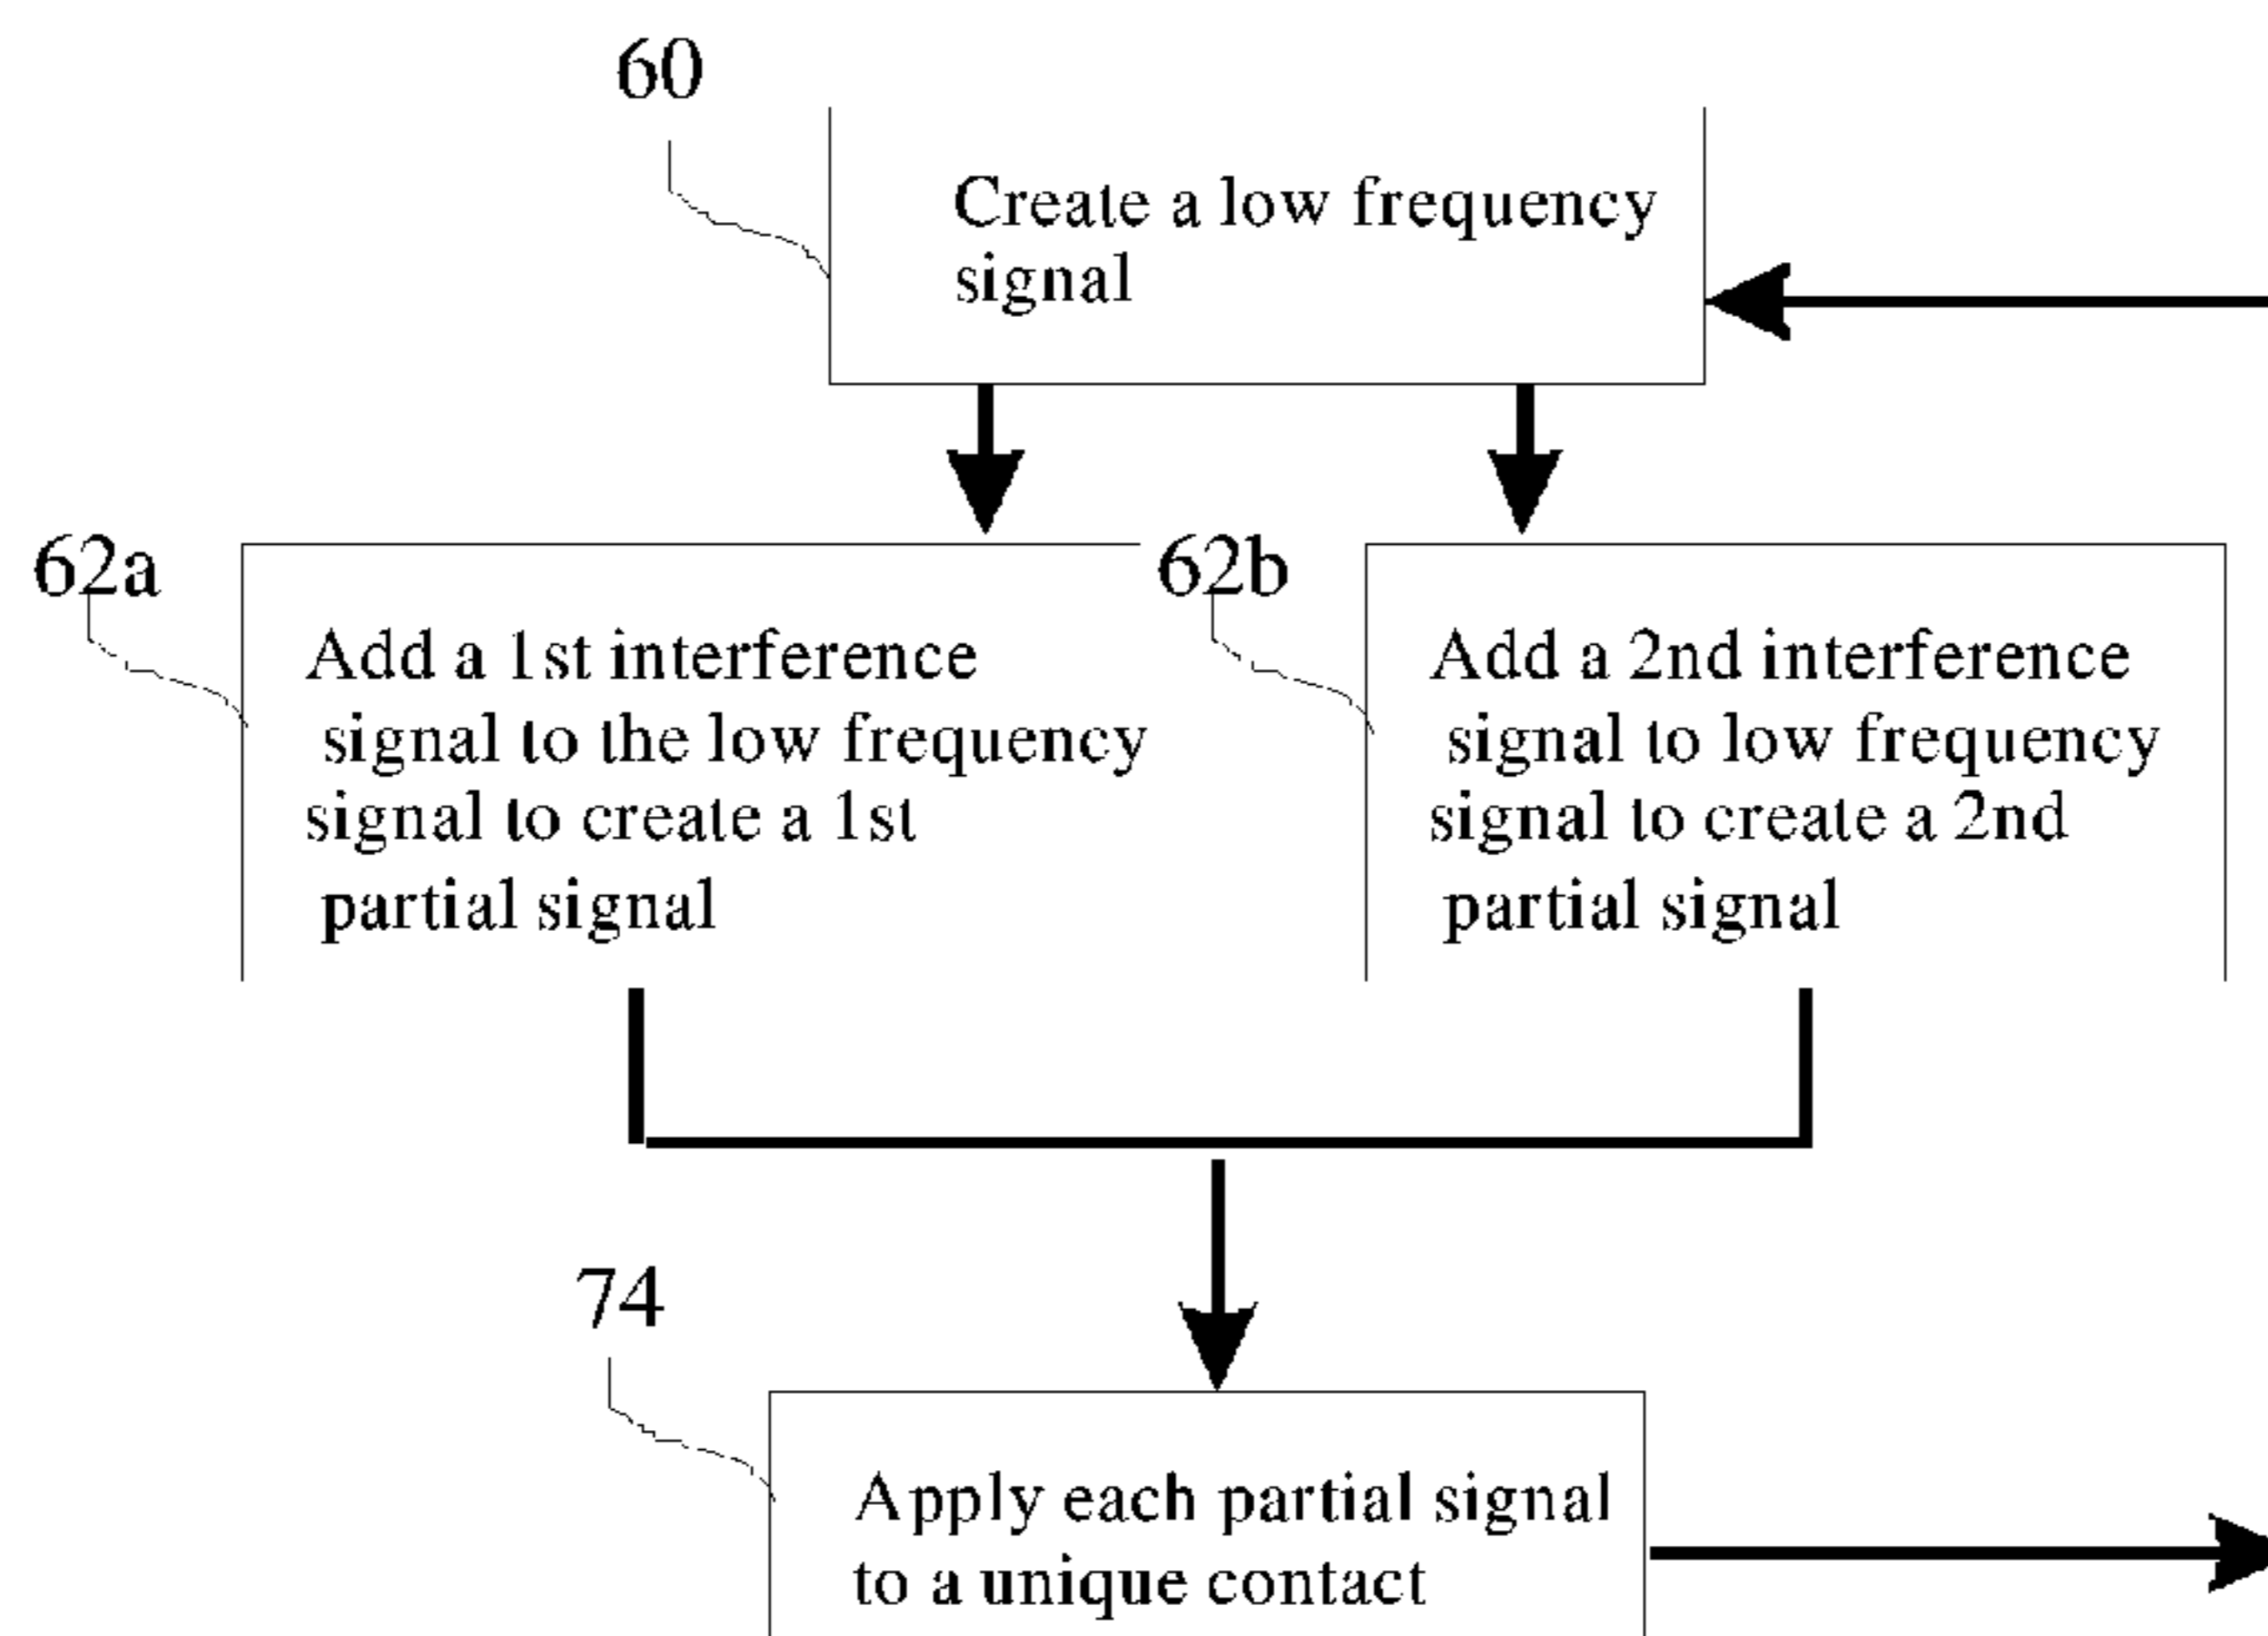 60
Create a low frequency
signal
62a
Add a 1st interference
signal to the low frequency
signal to create a 1st
partial signal
62b
Add a 2nd interference
signal to low frequency
signal to create a 2nd
partial signal
74
Apply each partial signal
to a unique contact